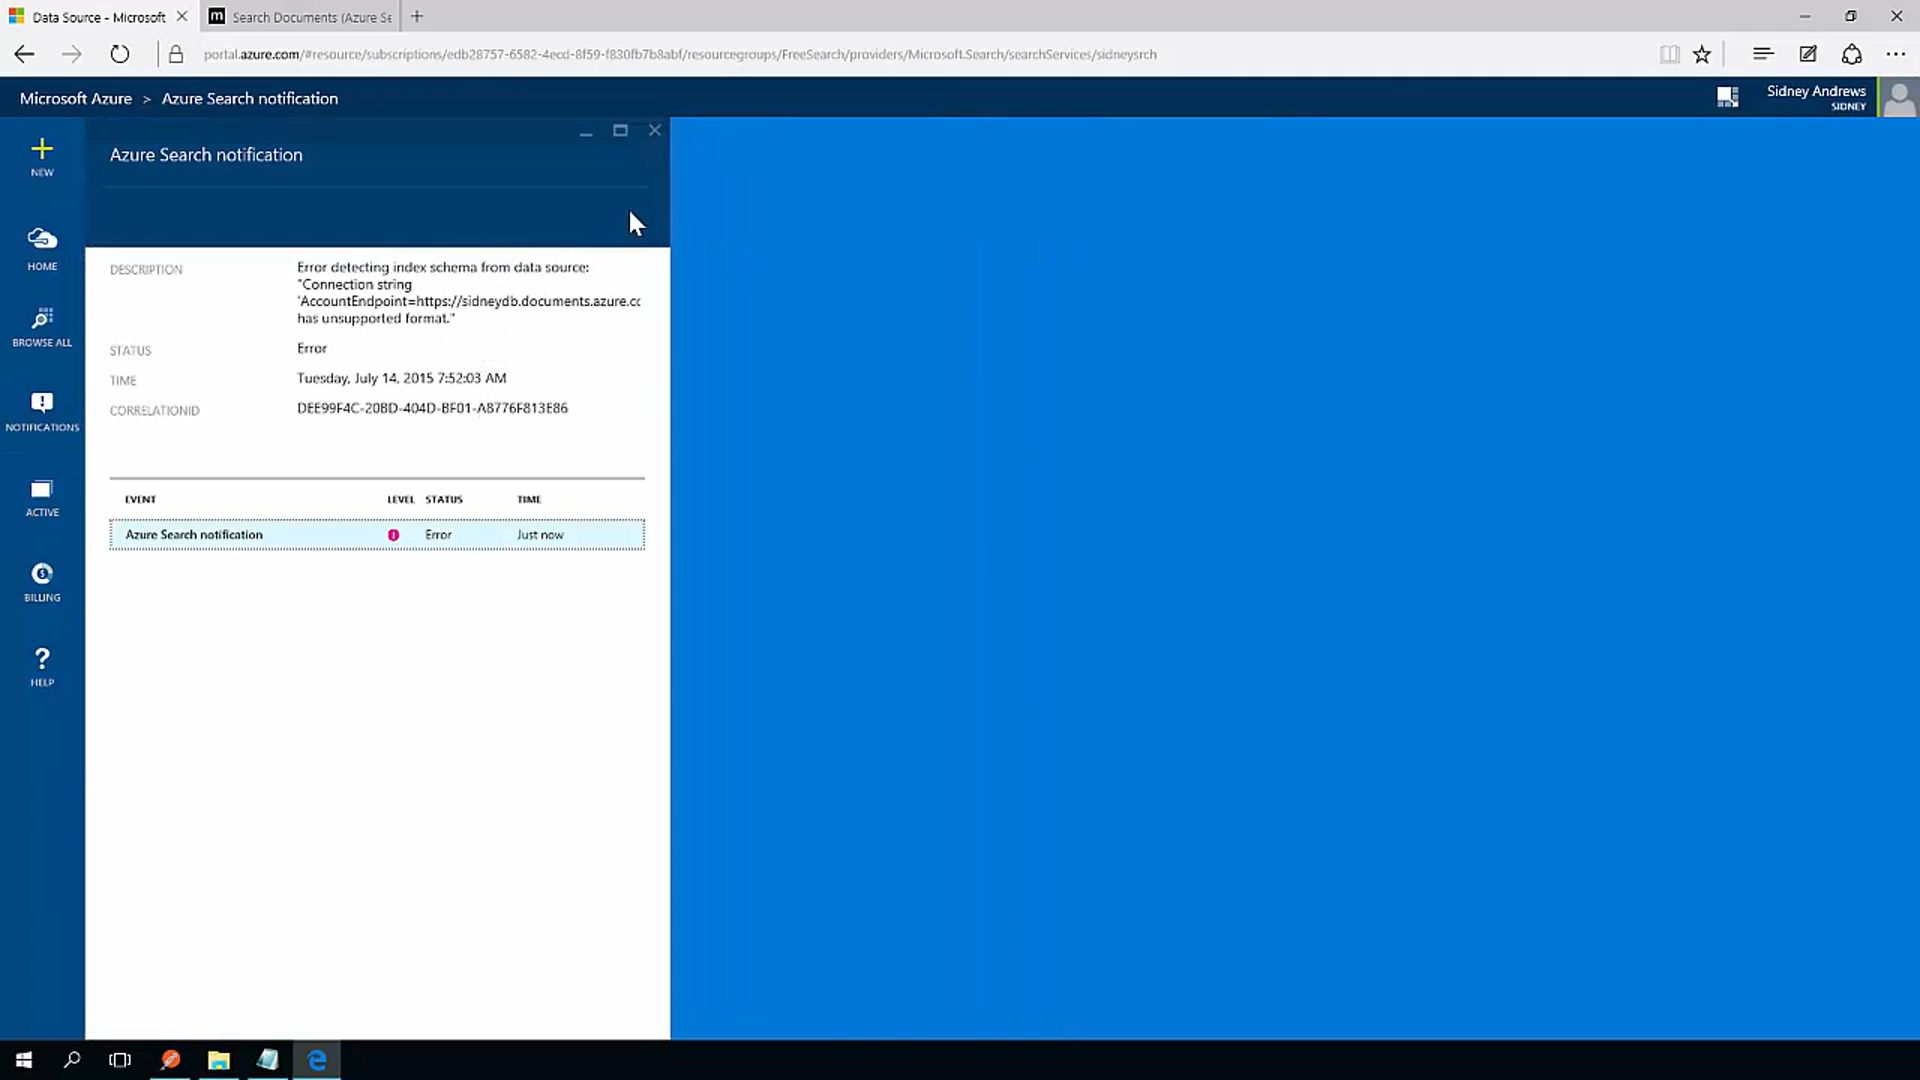 Data Source - Microsoft
Search Documents (Azure Se
portal.azure.com/#resource/subscriptions/edb28757-6582-4ecd-8f59-f830fb7b8abf/resourcegroups/FreeSearch/providers/Microsoft.Search/searchServices/sidneysrch
Microsoft Azure > Azure Search notification
Sidney Andrews
SIDNEY
NEW
HOME
BROWSE ALL
NOTIFICATIONS
ACTIVE
BILLING
HELP
Azure Search notification
DESCRIPTION
Error detecting index schema from data source:
"Connection string
'AccountEndpoint=https://sidneydb.documents.azure.cc
has unsupported format."
STATUS Error
TIME Tuesday, July 14, 2015 7:52:03 AM
CORRELATIONID DEE99F4C-20BD-404D-BF01-A8776F813E86
EVENT LEVEL STATUS TIME
Azure Search notification Error Just now